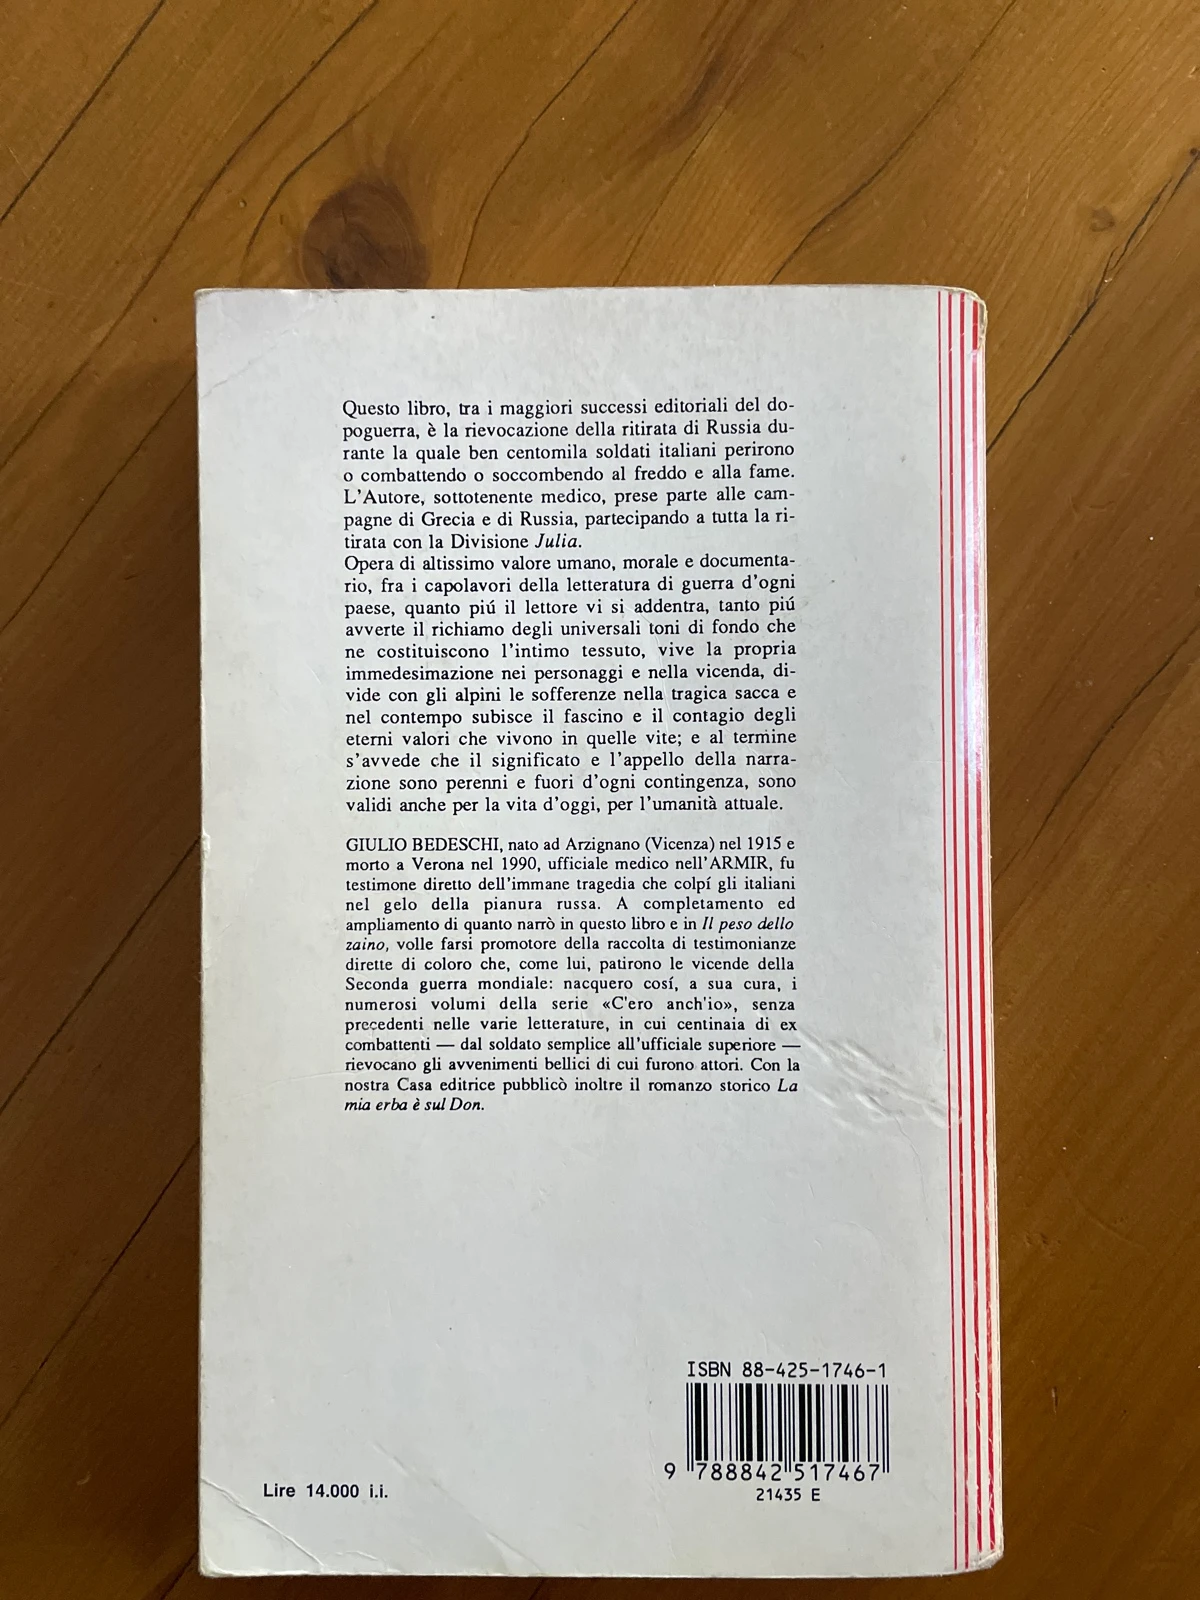 Questo libro, tra i maggiori successi editoriali del do-
poguerra, è la rievocazione della ritirata di Russia du-
rante la quale ben centomila soldati italiani perirono
o combattendo o soccombendo al freddo e alla fame.
L'Autore, sottotenente medico, prese parte alle cam-
pagne di Grecia e di Russia, partecipando a tutta la ri-
tirata con la Divisione Julia.
Opera di altissimo valore umano, morale e documenta-
rio, fra i capolavori della letteratura di guerra d'ogni
paese, quanto piú il lettore vi si addentra, tanto piú
avverte il richiamo degli universali toni di fondo che
ne costituiscono l'intimo tessuto, vive la propria
immedesimazione nei personaggi e nella vicenda, di-
vide con gli alpini le sofferenze nella tragica sacca e
nel contempo subisce il fascino e il contagio degli
eterni valori che vivono in quelle vite; e al termine
s'avvede che il significato e l'appello della narra-
zione sono perenni e fuori d'ogni contingenza, sono
validi anche per la vita d'oggi, per l'umanità attuale.
GIULIO BEDESCHI, nato ad Arzignano (Vicenza) nel 1915 e
morto a Verona nel 1990, ufficiale medico nell'ARMIR, fu
testimone diretto dell'immane tragedia che colpí gli italiani
nel gelo della pianura russa. A completamento ed
ampliamento di quanto narrò in questo libro e in Il peso dello
zaino, volle farsi promotore della raccolta di testimonianze
dirette di coloro che, come lui, patirono le vicende della
Seconda guerra mondiale: nacquero cosí, a sua cura, i
numerosi volumi della serie «C'ero anch'io», senza
precedenti nelle varie letterature, in cui centinaia di ex
combattenti — dal soldato semplice all'ufficiale superiore —
rievocano gli avvenimenti bellici di cui furono attori. Con la
nostra Casa editrice pubblicò inoltre il romanzo storico La
mia erba è sul Don.
ISBN 88-425-1746-1
9 788842 517467
21435 E
Lire 14.000 i.i.